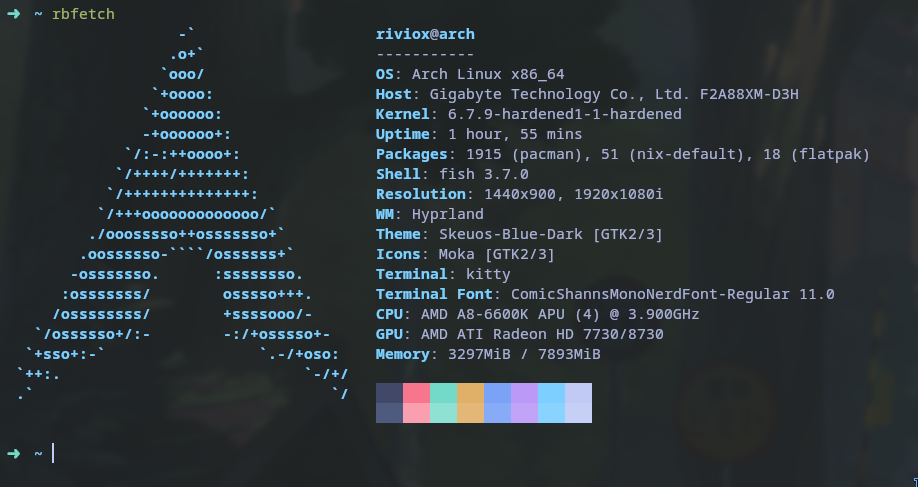 ➜ ~ rbfetch
-`
.o+`
`ooo/
`+oooo:
`+oooooo:
-+oooooo+:
`/:-:++oooo+:
`/++++/+++++++:
`/++++++++++++++:
`/+++ooooooooooooo/`
./ooosssso++osssssso+`
.oossssso-````/ossssss+`
-osssssso.      :ssssssso.
:osssssss/        osssso+++.
/ossssssss/        +ssssooo/-
`/ossssso+/:-        -:/+osssso+-
`+sso+:-`                 `.-/+oso:
`++:.                           `-/+/
.`                                 `/
riviox@arch
-----------
OS: Arch Linux x86_64
Host: Gigabyte Technology Co., Ltd. F2A88XM-D3H
Kernel: 6.7.9-hardened1-1-hardened
Uptime: 1 hour, 55 mins
Packages: 1915 (pacman), 51 (nix-default), 18 (flatpak)
Shell: fish 3.7.0
Resolution: 1440x900, 1920x1080i
WM: Hyprland
Theme: Skeuos-Blue-Dark [GTK2/3]
Icons: Moka [GTK2/3]
Terminal: kitty
Terminal Font: ComicShannsMonoNerdFont-Regular 11.0
CPU: AMD A8-6600K APU (4) @ 3.900GHz
GPU: AMD ATI Radeon HD 7730/8730
Memory: 3297MiB / 7893MiB
➜ ~